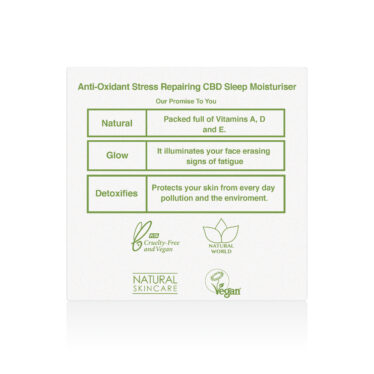 Anti-Oxidant Stress Repairing CBD Sleep Moisturiser
Our Promise To You
Natural
Packed full of Vitamins A, D
and E.
Glow
It illuminates your face erasing
signs of fatigue
Detoxifies
Protects your skin from every day
pollution and the enviroment.
Cruelty-Free
and Vegan
NATURAL
WORLD
NATURAL
SKINCARE
Vegan